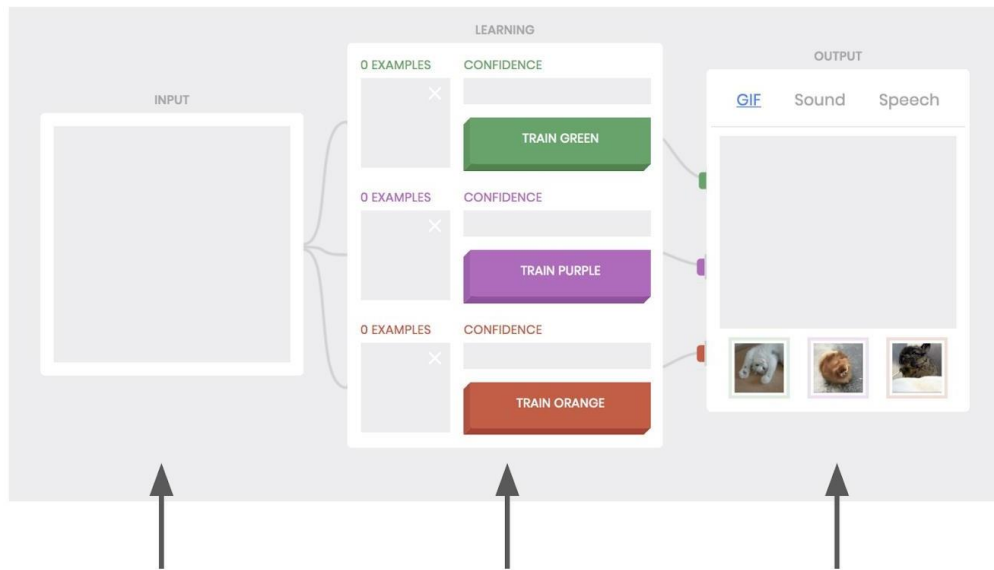 LEARNING
INPUT
0 EXAMPLES CONFIDENCE
TRAIN GREEN
0 EXAMPLES CONFIDENCE
TRAIN PURPLE
0 EXAMPLES CONFIDENCE
TRAIN ORANGE
OUTPUT
GIF Sound Speech